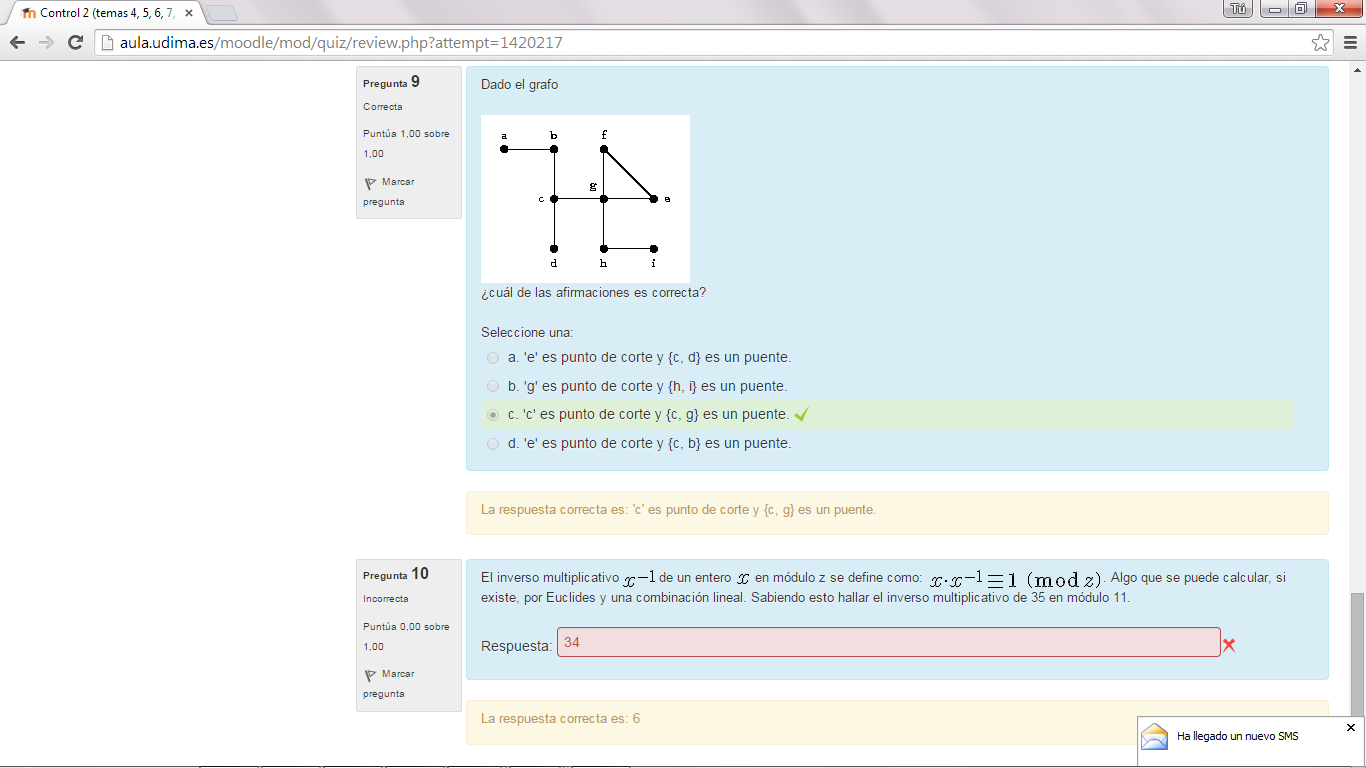 Control 2 (temas 4, 5, 6, 7,
Tú
aula.udima.es/moodle/mod/quiz/review.php?attempt=1420217
Pregunta 9
Correcta
Puntúa 1,00 sobre
1,00
Marcar
pregunta
Dado el grafo
a b f
g
c e
d h i
¿cuál de las afirmaciones es correcta?
Seleccione una:
a. 'e' es punto de corte y {c, d} es un puente.
b. 'g' es punto de corte y {h, i} es un puente.
c. 'c' es punto de corte y {c, g} es un puente.
d. 'e' es punto de corte y {c, b} es un puente.
La respuesta correcta es: 'c' es punto de corte y {c, g} es un puente.
Pregunta 10
Incorrecta
Puntúa 0,00 sobre
1,00
Marcar
pregunta
El inverso multiplicativo x⁻¹ de un entero x en módulo z se define como: x·x⁻¹≡1 (mod z). Algo que se puede calcular, si
existe, por Euclides y una combinación lineal. Sabiendo esto hallar el inverso multiplicativo de 35 en módulo 11.
Respuesta: 34
La respuesta correcta es: 6
Ha llegado un nuevo SMS